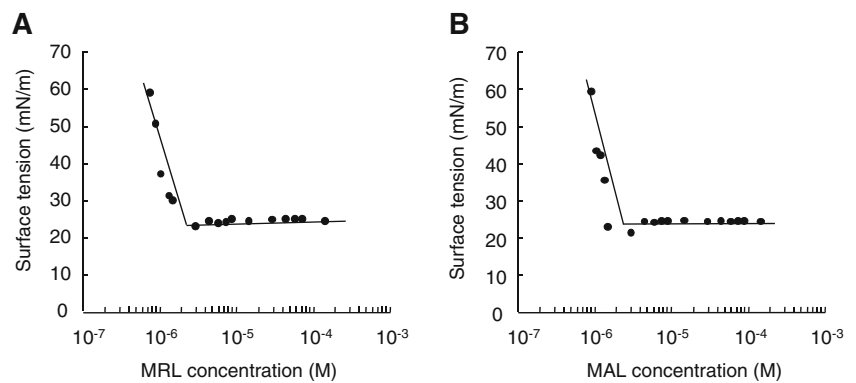 A
70
60
50
40
30
20
10
0
Surface tension (mN/m)
10⁻⁷ 10⁻⁶ 10⁻⁵ 10⁻⁴ 10⁻³
MRL concentration (M)
B
70
60
50
40
30
20
10
0
Surface tension (mN/m)
10⁻⁷ 10⁻⁶ 10⁻⁵ 10⁻⁴ 10⁻³
MAL concentration (M)